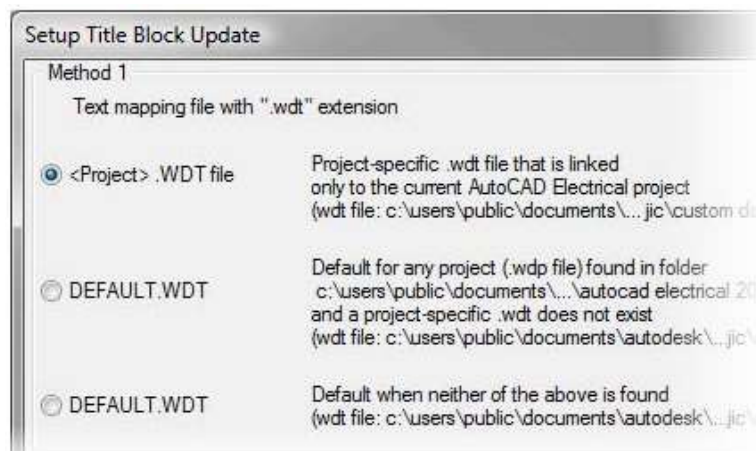 Setup Title Block Update
Method 1
Text mapping file with ".wdt" extension
<Project> .WDT file
Project-specific .wdt file that is linked
only to the current AutoCAD Electrical project
(wdt file: c:\users\public\documents\... jic\custom
DEFAULT.WDT
Default for any project (.wdp file) found in folder
c:\users\public\documents\...\autocad electrical
and a project-specific .wdt does not exist
(wdt file: c:\users\public\documents\autodesk\...jic\
DEFAULT.WDT
Default when neither of the above is found
(wdt file: c:\users\public\documents\autodesk\...jic\